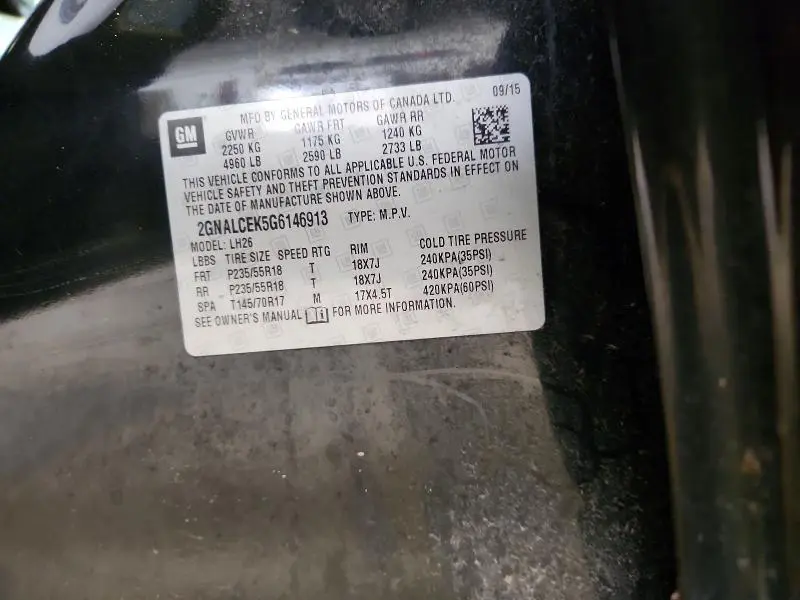 MFD BY GENERAL MOTORS OF CANADA LTD. 09/15
GM GVWR GAWR FRT GAWR RR
2250 KG 1175 KG 1240 KG
4960 LB 2590 LB 2733 LB
THIS VEHICLE CONFORMS TO ALL APPLICABLE U.S. FEDERAL MOTOR
VEHICLE SAFETY AND THEFT PREVENTION STANDARDS IN EFFECT ON
THE DATE OF MANUFACTURE SHOWN ABOVE.
2GNALCEK5G6146913 TYPE: M.P.V.
MODEL: LH26
LBBS TIRE SIZE SPEED RTG RIM COLD TIRE PRESSURE
FRT P235/55R18 T 18X7J 240KPA(35PSI)
RR P235/55R18 T 18X7J 240KPA(35PSI)
SPA T145/70R17 M 17X4.5T 420KPA(60PSI)
SEE OWNER'S MANUAL FOR MORE INFORMATION.